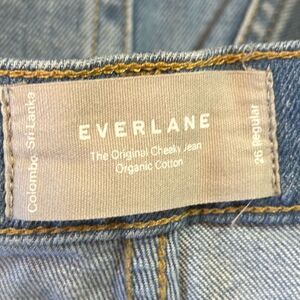 Colombo Sri Lanka
EVERLANE
The Original Cheeky Jean
Organic Cotton
26 Regular